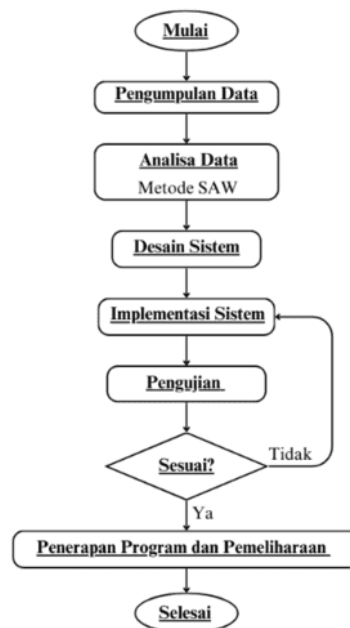 Mulai
Pengumpulan Data
Analisa Data
Metode SAW
Desain Sistem
Implementasi Sistem
Pengujian
Sesuai?
Tidak
Ya
Penerapan Program dan Pemeliharaan
Selesai